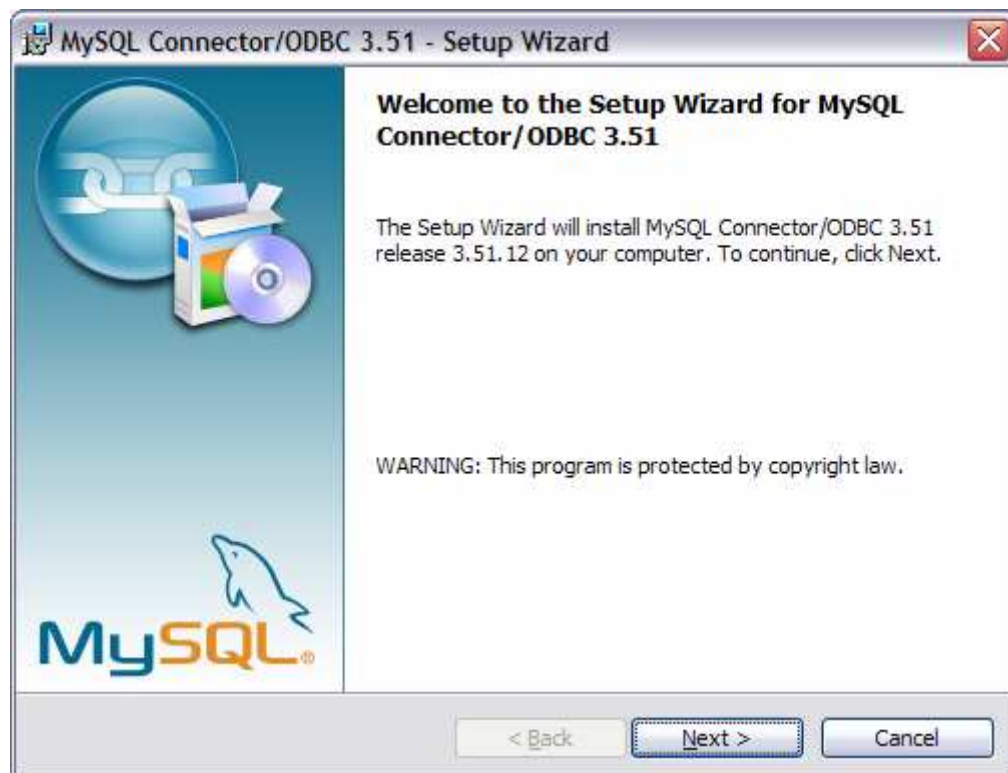 MySQL Connector/ODBC 3.51 - Setup Wizard
Welcome to the Setup Wizard for MySQL
Connector/ODBC 3.51
The Setup Wizard will install MySQL Connector/ODBC 3.51
release 3.51.12 on your computer. To continue, click Next.
WARNING: This program is protected by copyright law.
MySQL®
< Back
Next >
Cancel